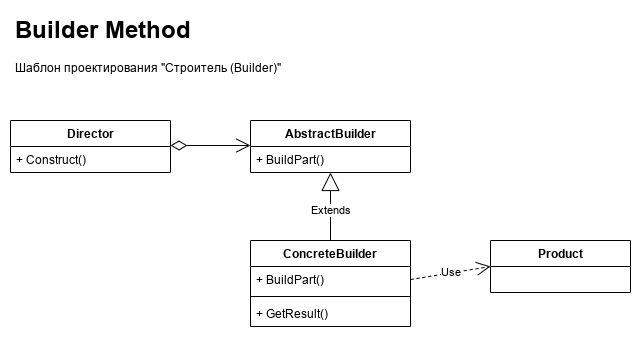 Builder Method
Шаблон проектирования "Строитель (Builder)"
Director
+ Construct()
AbstractBuilder
+ BuildPart()
Extends
ConcreteBuilder
+ BuildPart()
+ GetResult()
Use
Product